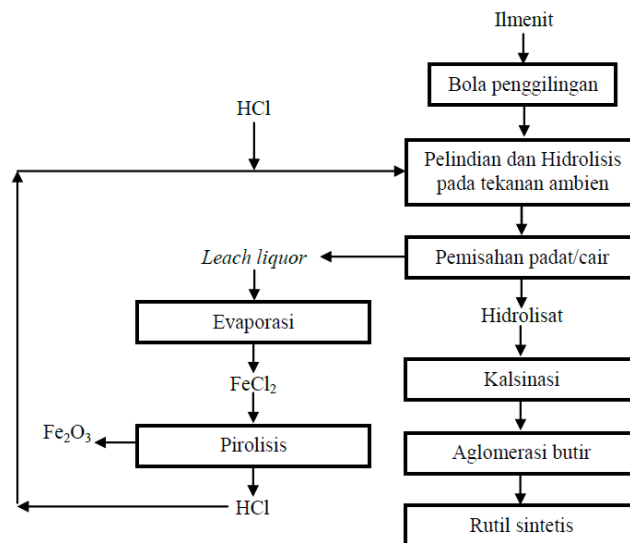 Ilmenit
Bola penggilingan
HCl
Pelindian dan Hidrolisis
pada tekanan ambien
Leach liquor
Pemisahan padat/cair
Evaporasi
Hidrolisat
FeCl₂
Kalsinasi
Fe₂O₃
Pirolisis
Aglomerasi butir
HCl
Rutil sintetis